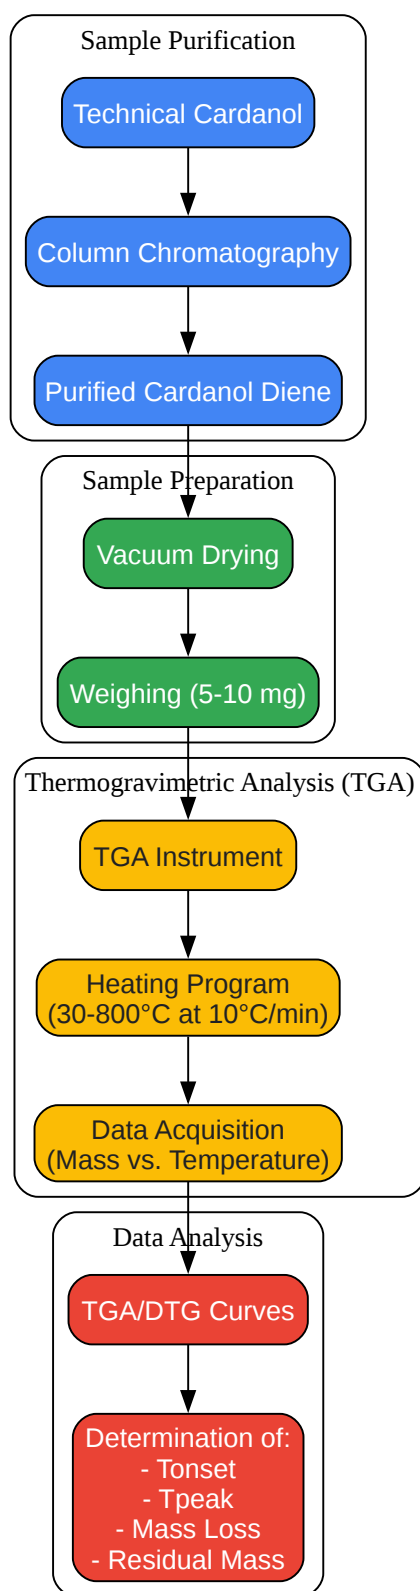 Sample Purification
Technical Cardanol
Column Chromatography
Purified Cardanol Diene
Sample Preparation
Vacuum Drying
Weighing (5-10 mg)
Thermogravimetric Analysis (TGA)
TGA Instrument
Heating Program
(30-800°C at 10°C/min)
Data Acquisition
(Mass vs. Temperature)
Data Analysis
TGA/DTG Curves
Determination of:
- Tonset
- Tpeak
- Mass Loss
- Residual Mass